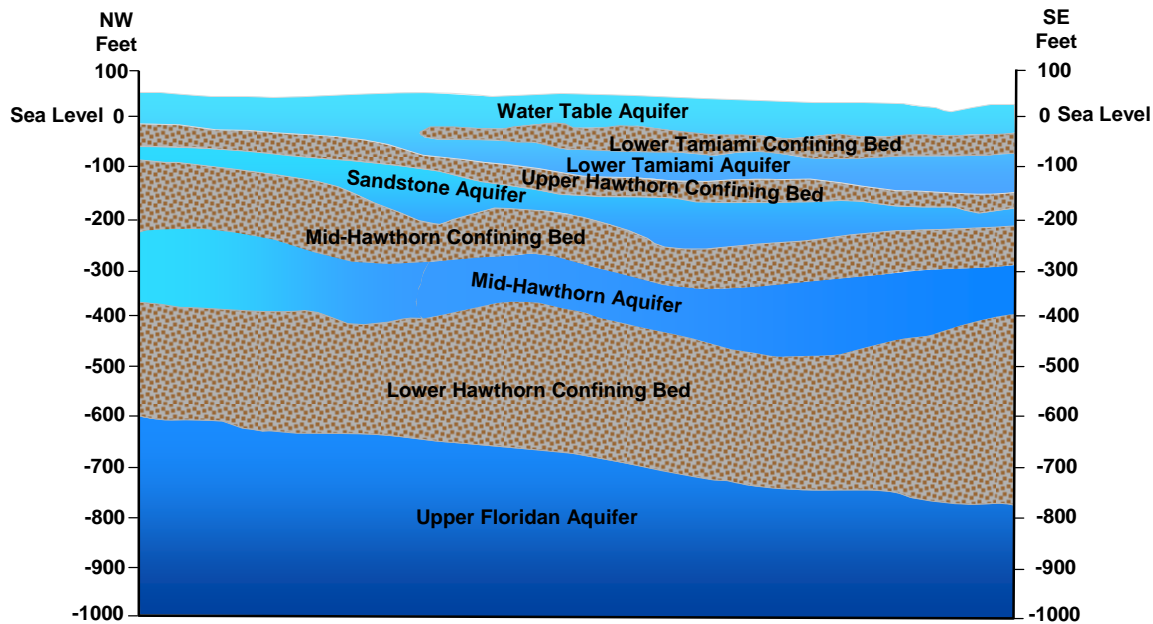 NW
Feet
SE
Feet
100
100
Sea Level 0
0 Sea Level
Water Table Aquifer
Lower Tamiami Confining Bed
-100
Lower Tamiami Aquifer
-100
Sandstone Aquifer
Upper Hawthorn Confining Bed
-200
-200
Mid-Hawthorn Confining Bed
-300
Mid-Hawthorn Aquifer
-300
-400
-400
-500
-500
Lower Hawthorn Confining Bed
-600
-600
-700
-700
-800
Upper Floridan Aquifer
-800
-900
-900
-1000
-1000